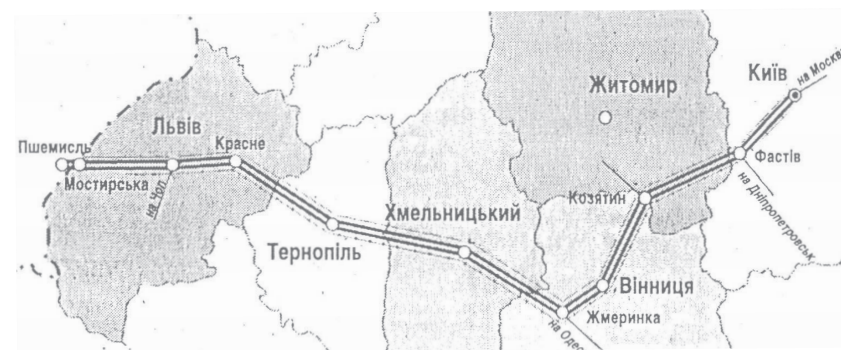 Київ
на Москву
Житомир
Львів
Красне
Пшемисль
Мостирська
на Чоп
Фастів
на Дніпропетровськ
Козятин
Хмельницький
Тернопіль
Вінниця
Жмеринка
на Одес